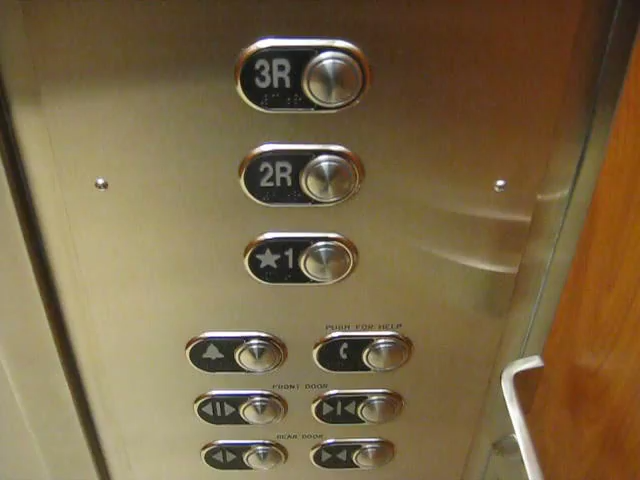 3R
2R
★1
PUSH FOR HELP
FRONT DOOR
REAR DOOR